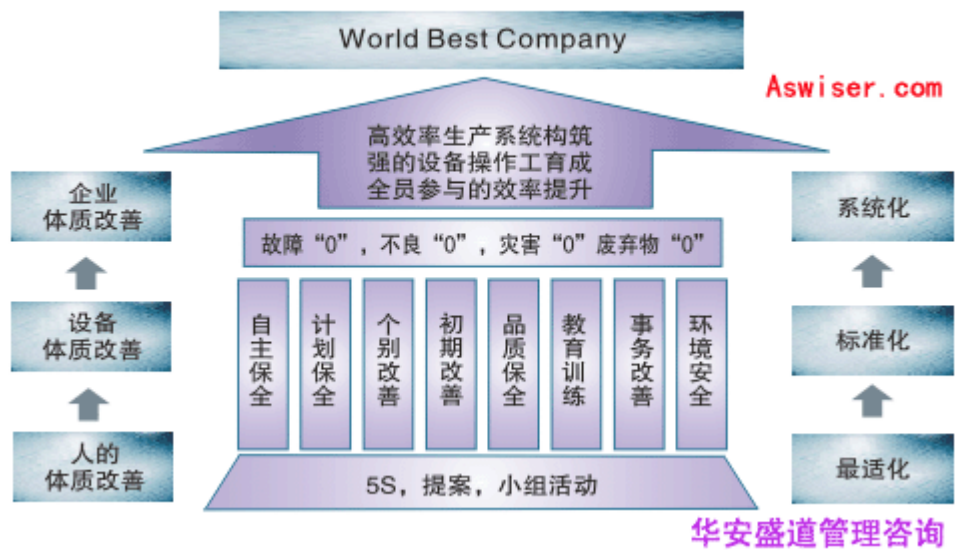 World Best Company
Aswiser.com
高效率生产系统构筑
强的设备操作工育成
全员参与的效率提升
企业
体质改善
系统化
故障“0”，不良“0”，灾害“0”废弃物“0”
设备
体质改善
自主保全
计划保全
个别改善
初期改善
品质保全
教育训练
事务改善
环境安全
标准化
人的
体质改善
最适化
5S，提案，小组活动
华安盛道管理咨询